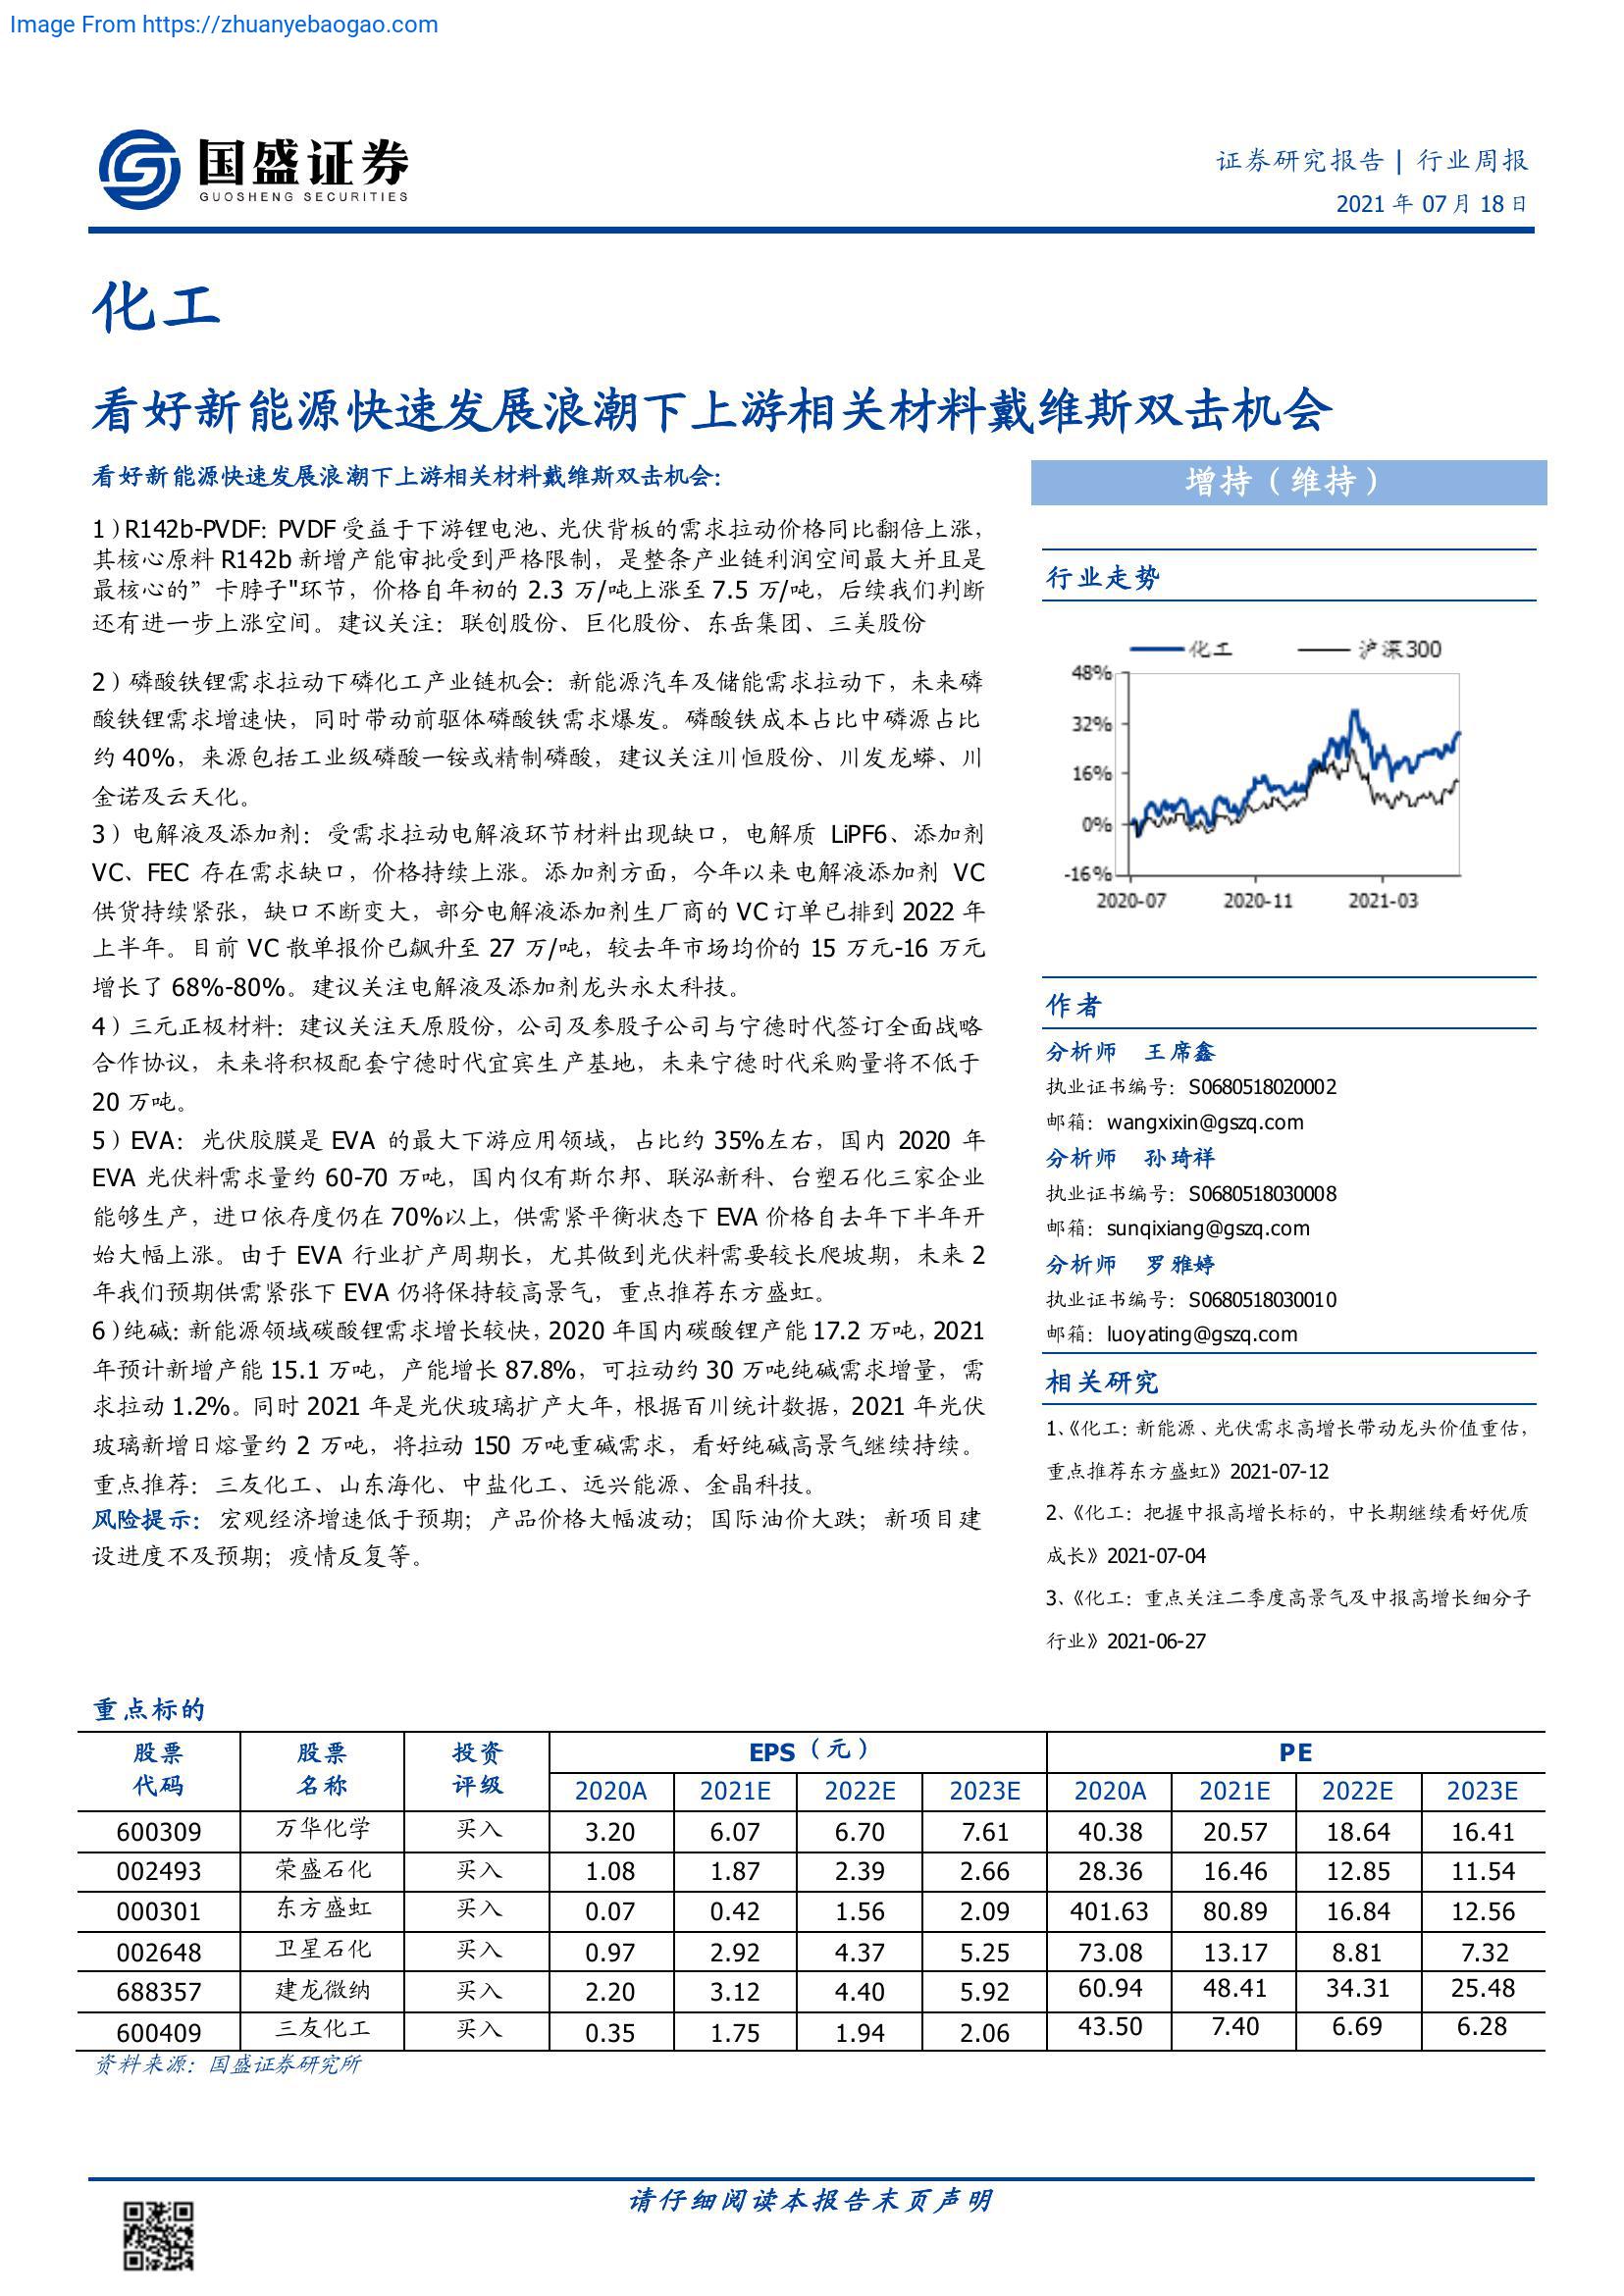 Image From https://zhuanyebaogao.com
国盛证券
GUOSHENG SECURITIES
证券研究报告 | 行业周报
2021 年 07 月 18 日
化工
看好新能源快速发展浪潮下上游相关材料戴维斯双击机会
看好新能源快速发展浪潮下上游相关材料戴维斯双击机会：
1）R142b-PVDF：PVDF 受益于下游锂电池、光伏背板的需求拉动价格同比翻倍上涨，
其核心原料 R142b 新增产能审批受到严格限制，是整条产业链利润空间最大并且是
最核心的”卡脖子"环节，价格自年初的 2.3 万/吨上涨至 7.5 万/吨，后续我们判断
还有进一步上涨空间。建议关注：联创股份、巨化股份、东岳集团、三美股份
2）磷酸铁锂需求拉动下磷化工产业链机会：新能源汽车及储能需求拉动下，未来磷
酸铁锂需求增速快，同时带动前驱体磷酸铁需求爆发。磷酸铁成本占比中磷源占比
约 40%，来源包括工业级磷酸一铵或精制磷酸，建议关注川恒股份、川发龙蟒、川
金诺及云天化。
3）电解液及添加剂：受需求拉动电解液环节材料出现缺口，电解质 LiPF6、添加剂
VC、FEC 存在需求缺口，价格持续上涨。添加剂方面，今年以来电解液添加剂 VC
供货持续紧张，缺口不断变大，部分电解液添加剂生厂商的 VC 订单已排到 2022 年
上半年。目前 VC 散单报价已飙升至 27 万/吨，较去年市场均价的 15 万元-16 万元
增长了 68%-80%。建议关注电解液及添加剂龙头永太科技。
4）三元正极材料：建议关注天原股份，公司及参股子公司与宁德时代签订全面战略
合作协议，未来将积极配套宁德时代宜宾生产基地，未来宁德时代采购量将不低于
20 万吨。
5）EVA：光伏胶膜是 EVA 的最大下游应用领域，占比约 35%左右，国内 2020 年
EVA 光伏料需求量约 60-70 万吨，国内仅有斯尔邦、联泓新科、台塑石化三家企业
能够生产，进口依存度仍在 70%以上，供需紧平衡状态下 EVA 价格自去年下半年开
始大幅上涨。由于 EVA 行业扩产周期长，尤其做到光伏料需要较长爬坡期，未来 2
年我们预期供需紧张下 EVA 仍将保持较高景气，重点推荐东方盛虹。
6）纯碱：新能源领域碳酸锂需求增长较快，2020 年国内碳酸锂产能 17.2 万吨，2021
年预计新增产能 15.1 万吨，产能增长 87.8%，可拉动约 30 万吨纯碱需求增量，需
求拉动 1.2%。同时 2021 年是光伏玻璃扩产大年，根据百川统计数据，2021 年光伏
玻璃新增日熔量约 2 万吨，将拉动 150 万吨重碱需求，看好纯碱高景气继续持续。
重点推荐：三友化工、山东海化、中盐化工、远兴能源、金晶科技。
风险提示：宏观经济增速低于预期；产品价格大幅波动；国际油价大跌；新项目建
设进度不及预期；疫情反复等。
增持（维持）
行业走势
化工 沪深300
48%
32%
16%
0%
-16%
2020-07 2020-11 2021-03
作者
分析师 王席鑫
执业证书编号：S0680518020002
邮箱：wangxixin@gszq.com
分析师 孙琦祥
执业证书编号：S0680518030008
邮箱：sunqixiang@gszq.com
分析师 罗雅婷
执业证书编号：S0680518030010
邮箱：luoyating@gszq.com
相关研究
1、《化工：新能源、光伏需求高增长带动龙头价值重估，
重点推荐东方盛虹》2021-07-12
2、《化工：把握中报高增长标的，中长期继续看好优质
成长》2021-07-04
3、《化工：重点关注二季度高景气及中报高增长细分子
行业》2021-06-27
重点标的
股票 股票 投资 EPS（元） PE
代码 名称 评级 2020A 2021E 2022E 2023E 2020A 2021E 2022E 2023E
600309 万华化学 买入 3.20 6.07 6.70 7.61 40.38 20.57 18.64 16.41
002493 荣盛石化 买入 1.08 1.87 2.39 2.66 28.36 16.46 12.85 11.54
000301 东方盛虹 买入 0.07 0.42 1.56 2.09 401.63 80.89 16.84 12.56
002648 卫星石化 买入 0.97 2.92 4.37 5.25 73.08 13.17 8.81 7.32
688357 建龙微纳 买入 2.20 3.12 4.40 5.92 60.94 48.41 34.31 25.48
600409 三友化工 买入 0.35 1.75 1.94 2.06 43.50 7.40 6.69 6.28
资料来源：国盛证券研究所
请仔细阅读本报告末页声明